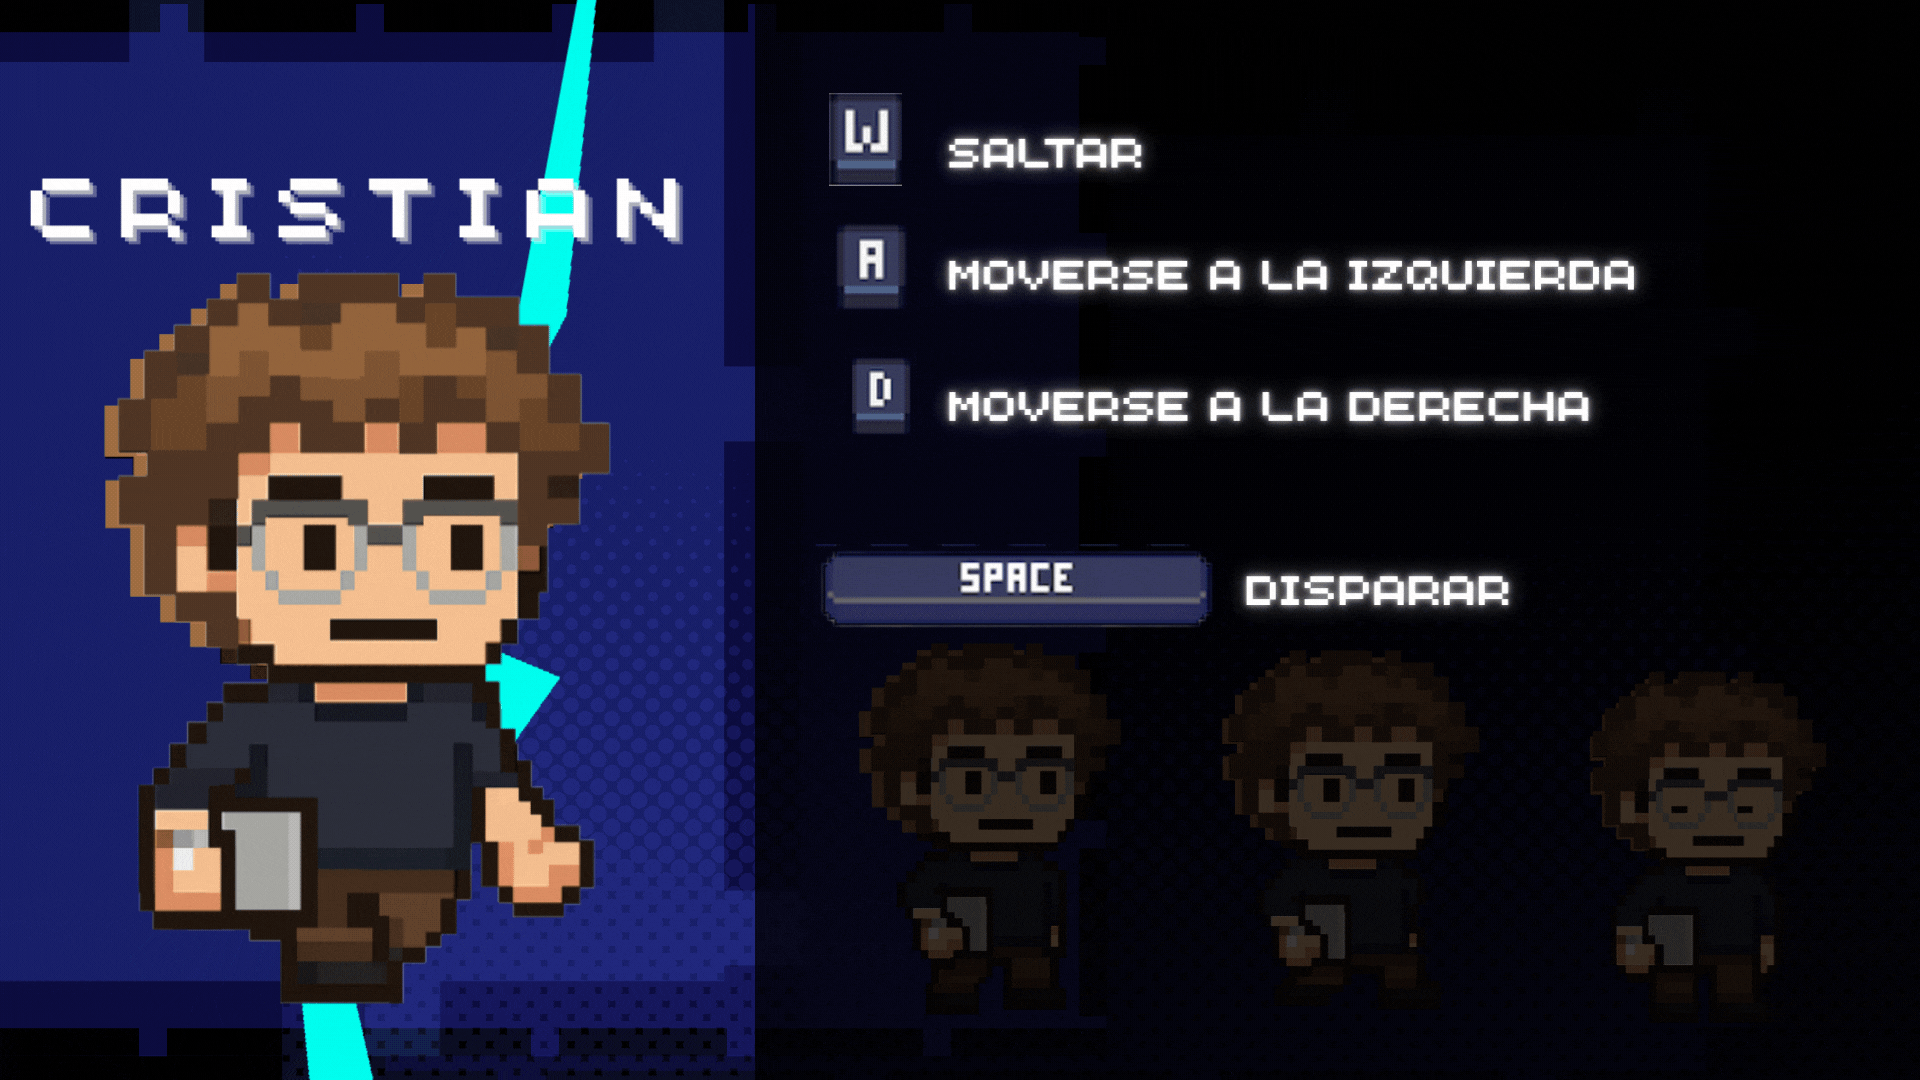 CRISTIAN
W SALTAR
A MOVERSE A LA IZQUIERDA
D MOVERSE A LA DERECHA
SPACE DISPARAR